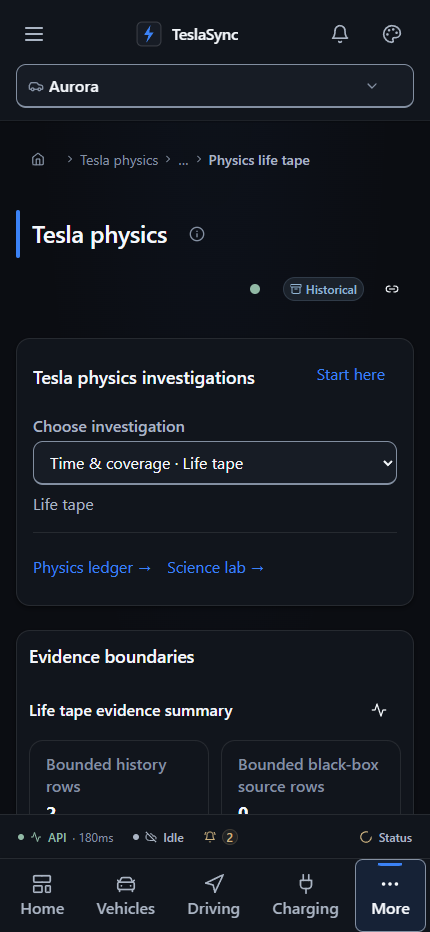 TeslaSync
Aurora
Tesla physics ... Physics life tape
Tesla physics
Historical
Tesla physics investigations
Start here
Choose investigation
Time & coverage · Life tape
Life tape
Physics ledger → Science lab →
Evidence boundaries
Life tape evidence summary
Bounded history
rows
2
Bounded black-box
source rows
0
API · 180ms Idle 2 Status
Home Vehicles Driving Charging More